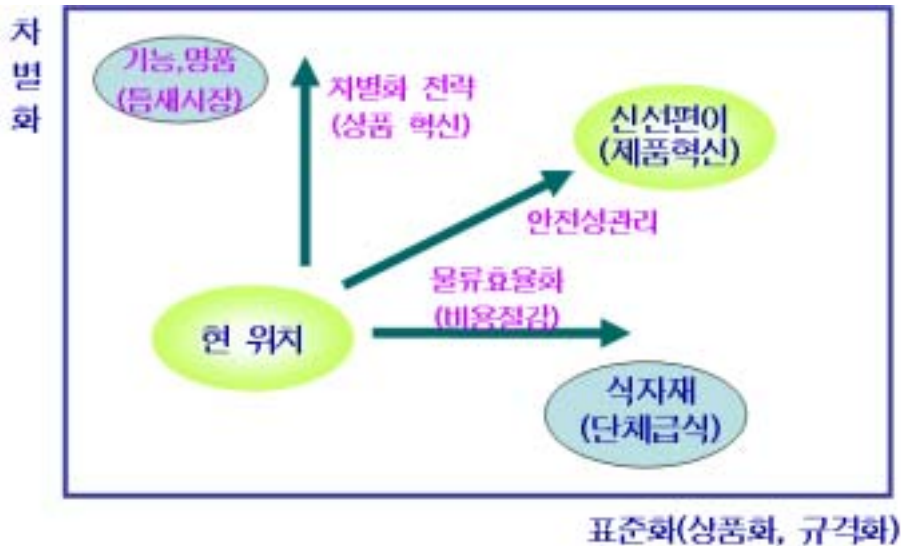 차
별
화
기능,명품
(틈새시장)
차별화 전략
(상품 혁신)
신선편이
(제품혁신)
안전성관리
물류효율화
(비용절감)
현 위치
식자재
(단체급식)
표준화(상품화, 규격화)